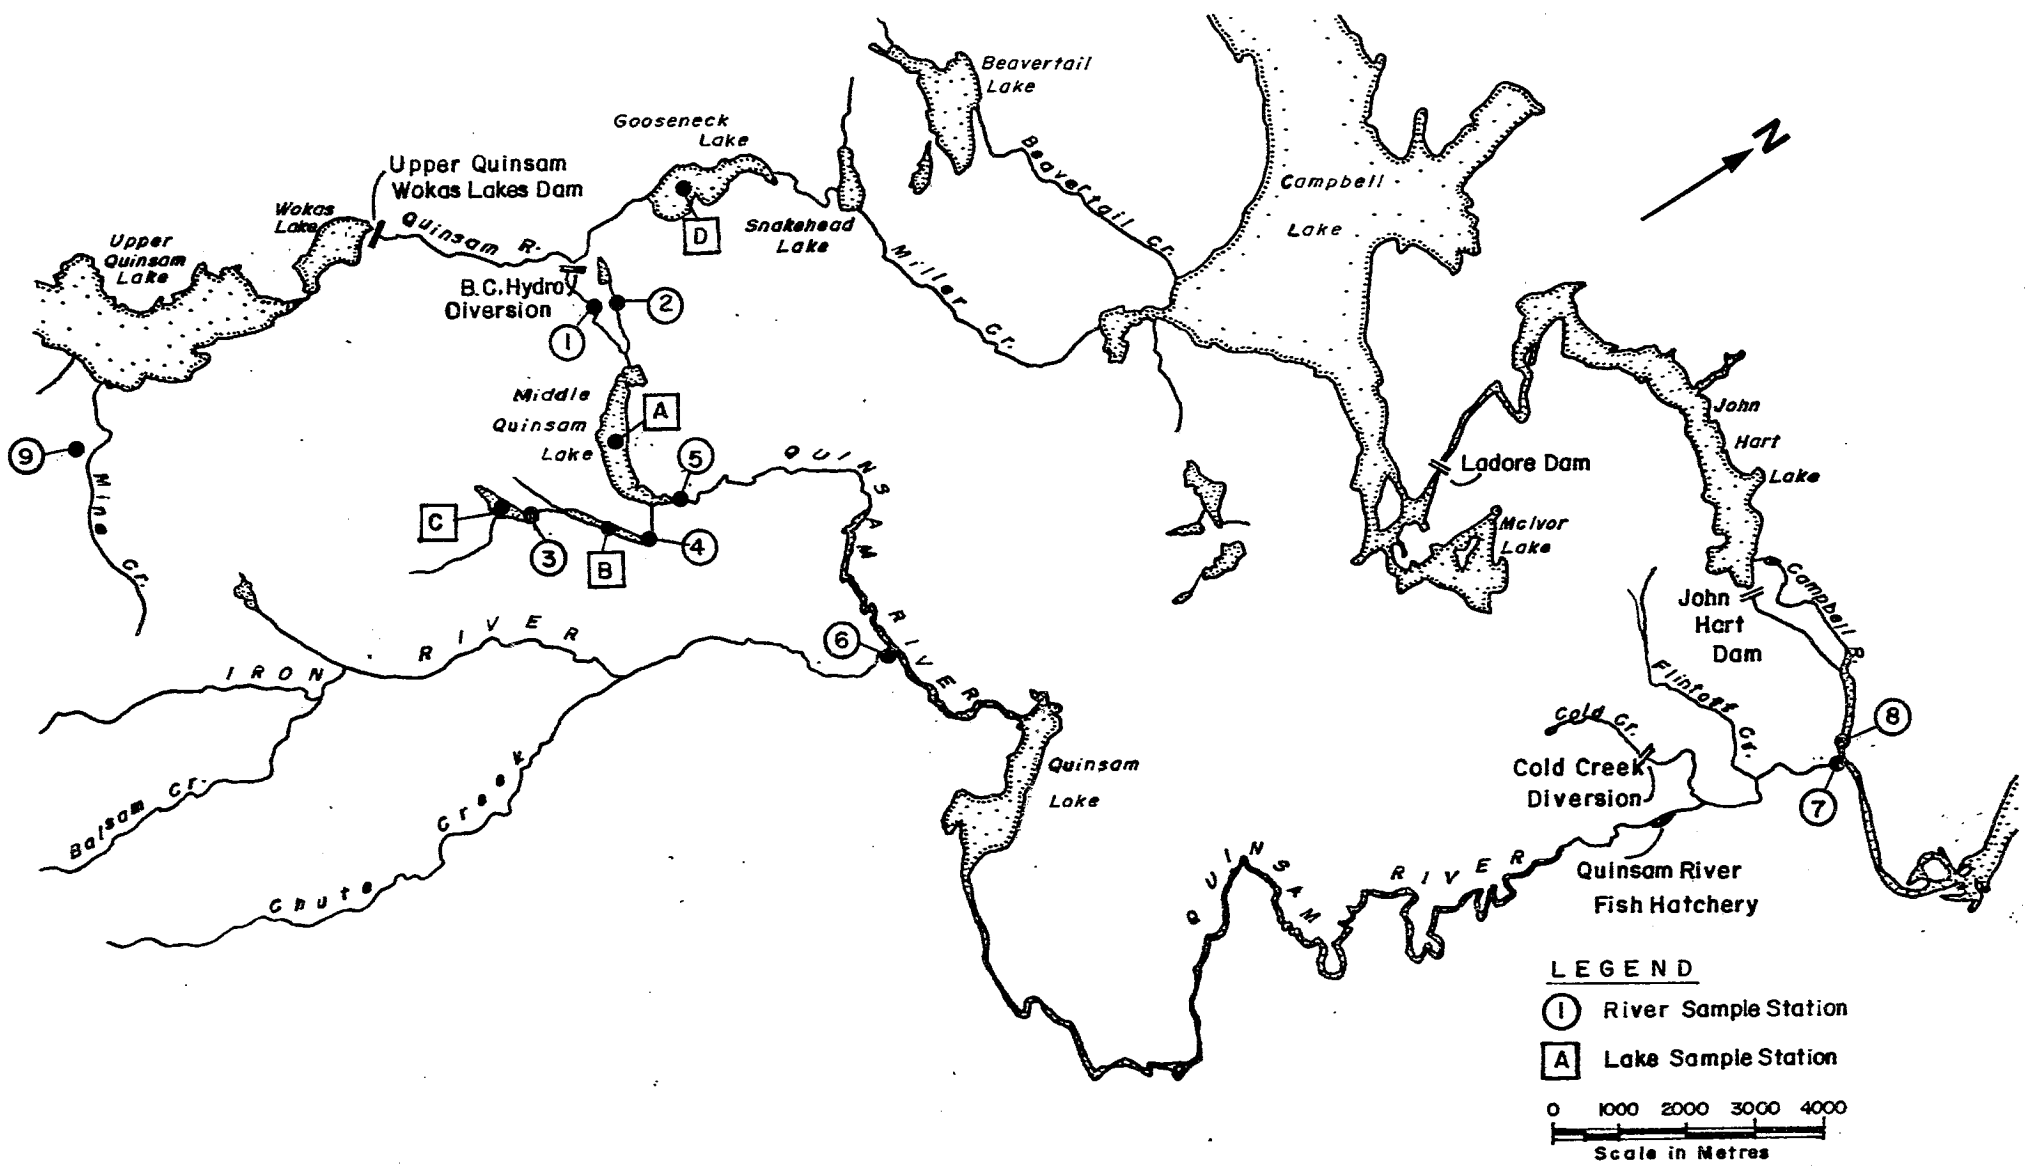 Beavertail
Lake
Gooseneck
Lake
N
Upper Quinsam
Wokas Lakes Dam
Beavertail Cr.
Campbell
Lake
Wokas
Lake
Quinsam R.
D
Snakehead
Lake
Upper
Quinsam
Lake
Miller Cr.
B.C. Hydro
Diversion
2
1
Middle
Quinsam
Lake
A
John
Hart
Lake
9
5
QUINSAM RIVER
Ladore Dam
Mine Cr.
C
3
B
4
McIvor
Lake
Campbell R.
John
Hart
Dam
6
IRON RIVER
Flintoff Cr.
8
Cold Cr.
Quinsam
Lake
Cold Creek
Diversion
7
Balsam Cr.
Chute Creek
QUINSAM RIVER
Quinsam River
Fish Hatchery
LEGEND
1 River Sample Station
A Lake Sample Station
0 1000 2000 3000 4000
Scale in Metres